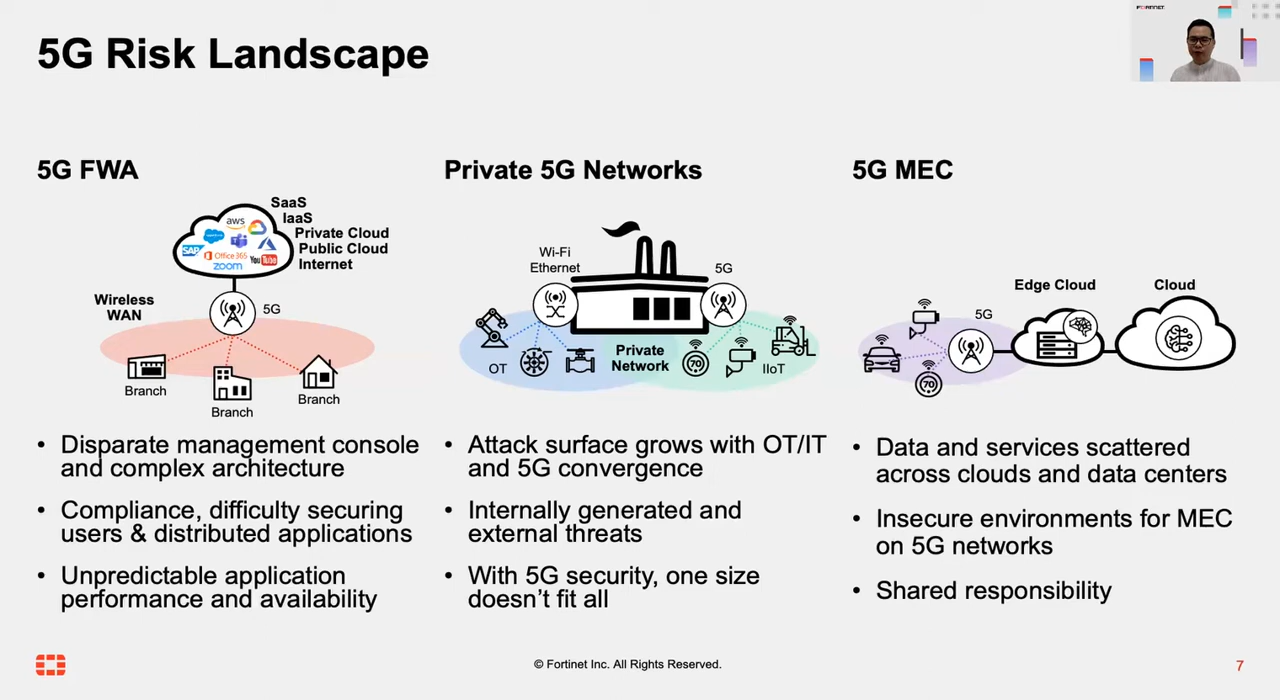 FORTINET
5G Risk Landscape
5G FWA
SaaS
IaaS
Private Cloud
Public Cloud
Internet
aws
salesforce
SAP
Office 365
YouTube
zoom
Wireless
WAN
5G
Branch
Branch
Branch
• Disparate management console
and complex architecture
• Compliance, difficulty securing
users & distributed applications
• Unpredictable application
performance and availability
Private 5G Networks
Wi-Fi
Ethernet
5G
OT
Private
Network
70
IIoT
• Attack surface grows with OT/IT
and 5G convergence
• Internally generated and
external threats
• With 5G security, one size
doesn't fit all
5G MEC
Edge Cloud
Cloud
5G
70
• Data and services scattered
across clouds and data centers
• Insecure environments for MEC
on 5G networks
• Shared responsibility
© Fortinet Inc. All Rights Reserved.
7